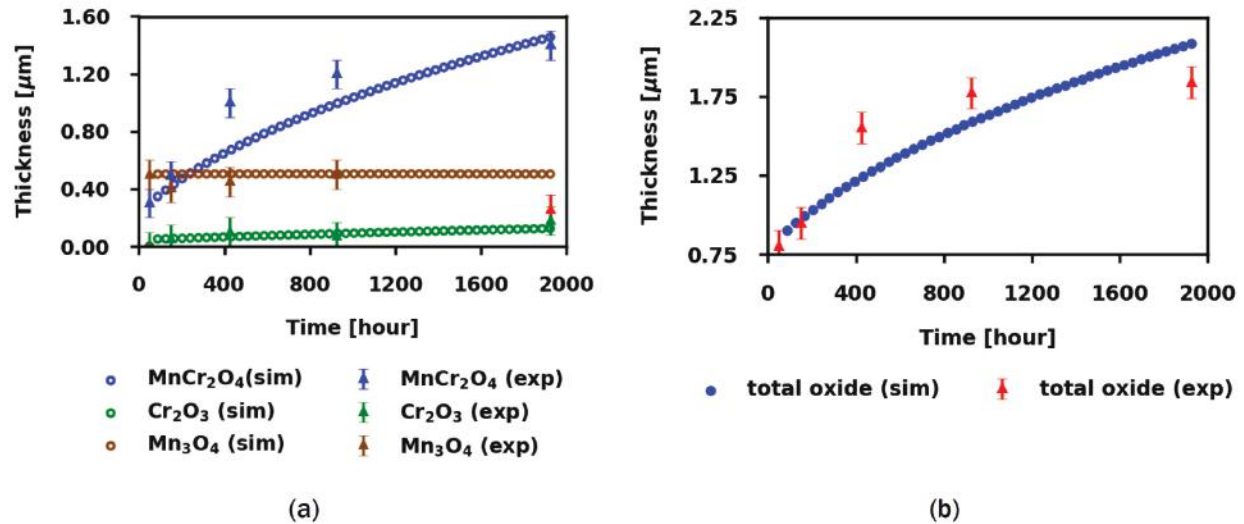 1.60
1.20
0.80
0.40
0.00
Thickness [μm]
0 400 800 1200 1600 2000
Time [hour]
MnCr₂O₄(sim) MnCr₂O₄ (exp)
Cr₂O₃ (sim) Cr₂O₃ (exp)
Mn₃O₄ (sim) Mn₃O₄ (exp)
(a)
2.25
1.75
1.25
0.75
Thickness [μm]
0 400 800 1200 1600 2000
Time [hour]
total oxide (sim) total oxide (exp)
(b)